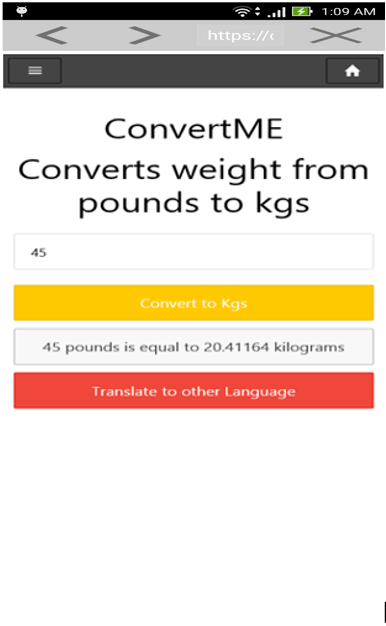 1:09 AM
https://c
ConvertME
Converts weight from
pounds to kgs
45
Convert to Kgs
45 pounds is equal to 20.41164 kilograms
Translate to other Language